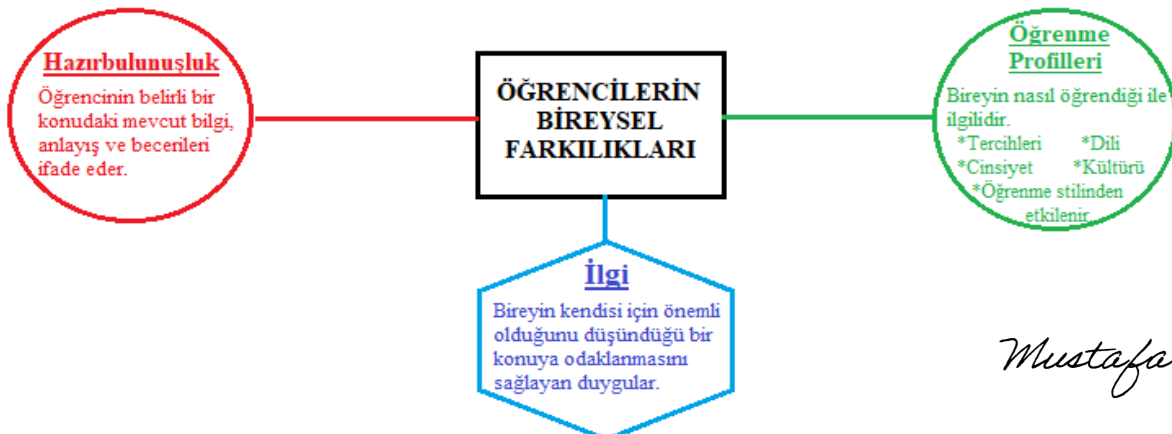 Hazırbulunuşluk
Öğrencinin belirli bir
konudaki mevcut bilgi,
anlayış ve becerileri
ifade eder.
ÖĞRENCİLERİN
BİREYSEL
FARKILIKLARI
Öğrenme
Profilleri
Bireyin nasıl öğrendiği ile
ilgilidir.
*Tercihleri *Dili
*Cinsiyet *Kültürü
*Öğrenme stilinden
etkilenir.
İlgi
Bireyin kendisi için önemli
olduğunu düşündüğü bir
konuya odaklanmasını
sağlayan duygular.
Mustafa